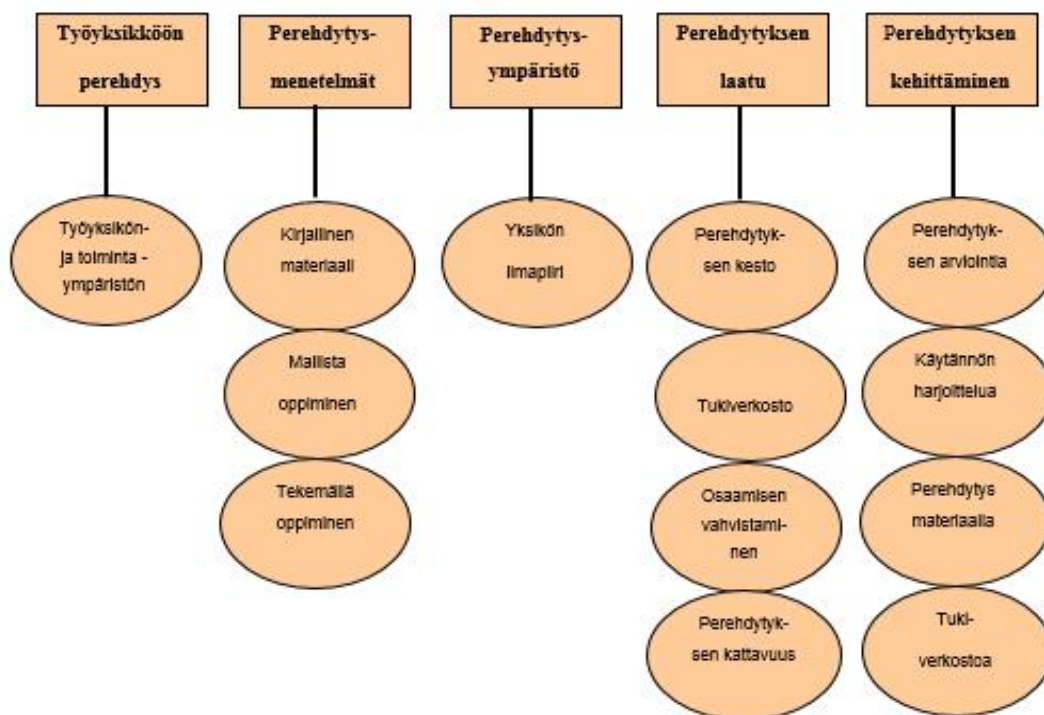 Työyksikköön
perehdys
Työyksikön-
ja toiminta -
ympäristön
Perehdytys-
menetelmät
Kirjallinen
materiaali
Mallista
oppiminen
Tekemällä
oppiminen
Perehdytys-
ympäristö
Yksikön
ilmapiiri
Perehdytyksen
laatu
Perehdytyk-
sen kesto
Tukiverkosto
Osaamisen
vahvistami-
nen
Perehdytyk-
sen kattavuus
Perehdytyksen
kehittäminen
Perehdytyk-
sen arviointia
Käytännön
harjoittelua
Perehdytys
materiaalia
Tuki-
verkostoa